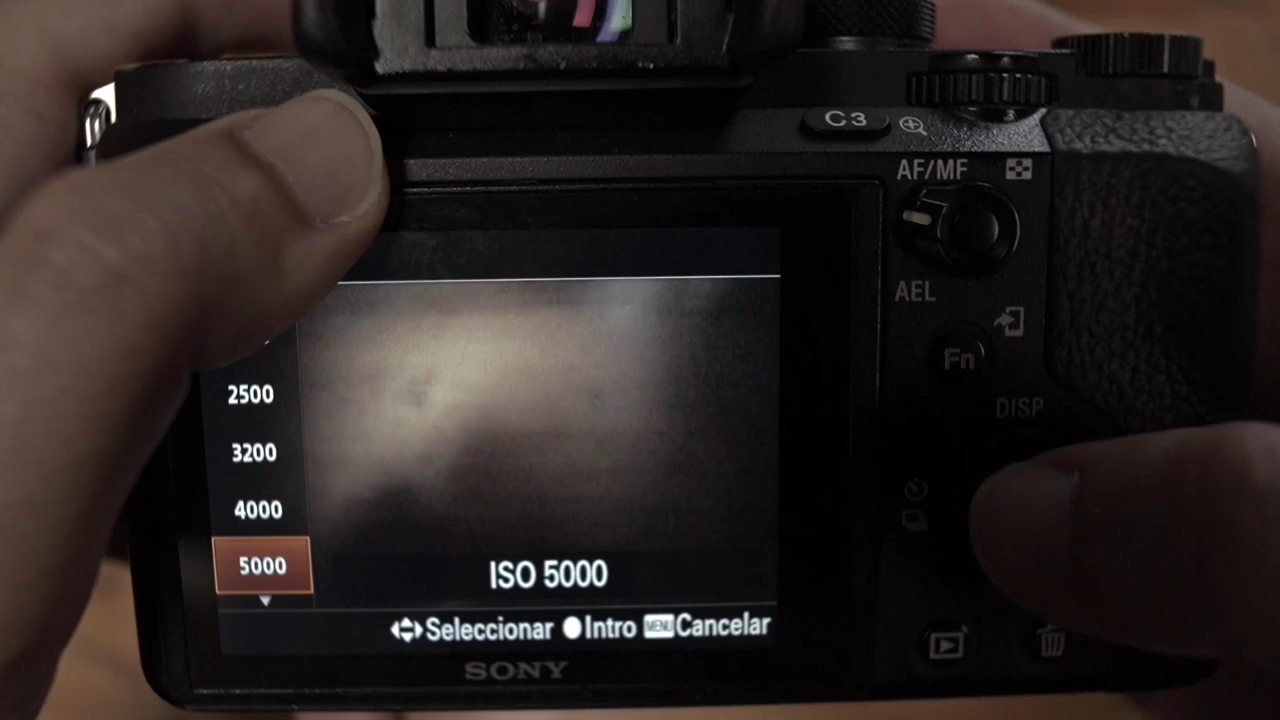 C3
AF/MF
AEL
Fn
DISP
2500
3200
4000
5000
ISO 5000
Seleccionar Intro MENU Cancelar
SONY